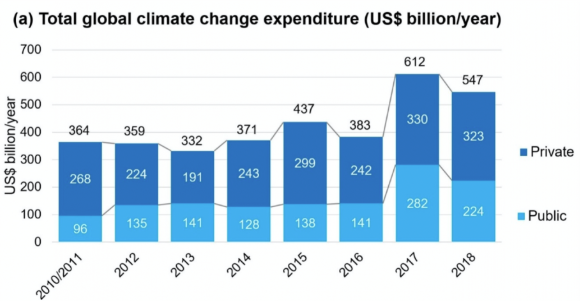 (a) Total global climate change expenditure (US$ billion/year)
US$ billion/year
700
600
500
400
300
200
100
0
364 359 332 371 437 383 612 547
268 224 191 243 299 242 330 323
96 135 141 128 138 141 282 224
2010/2011 2012 2013 2014 2015 2016 2017 2018
Private
Public